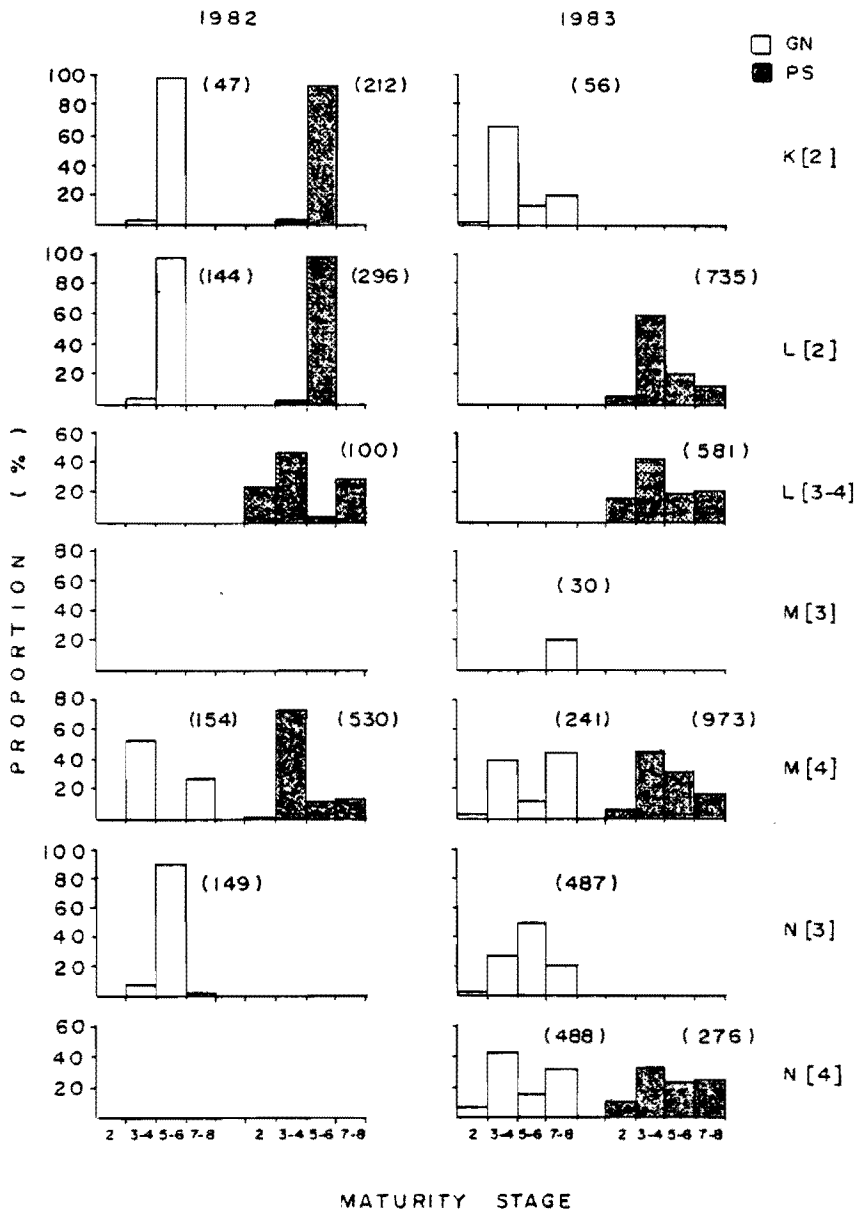 1982 1983
GN
PS
100 (47) (212) (56)
80
60 K [2]
40
20
100 (144) (296) (735)
80
60 L [2]
40
20
60 (100) (581)
40 L [3-4]
20
80 (30)
60
40 M [3]
20
80 (154) (530) (241) (973)
60
40 M [4]
20
100 (149) (487)
80
60 N [3]
40
20
60 (488) (276)
40 N [4]
20
2 3-4 5-6 7-8 2 3-4 5-6 7-8 2 3-4 5-6 7-8 2 3-4 5-6 7-8
PROPORTION (%)
MATURITY STAGE